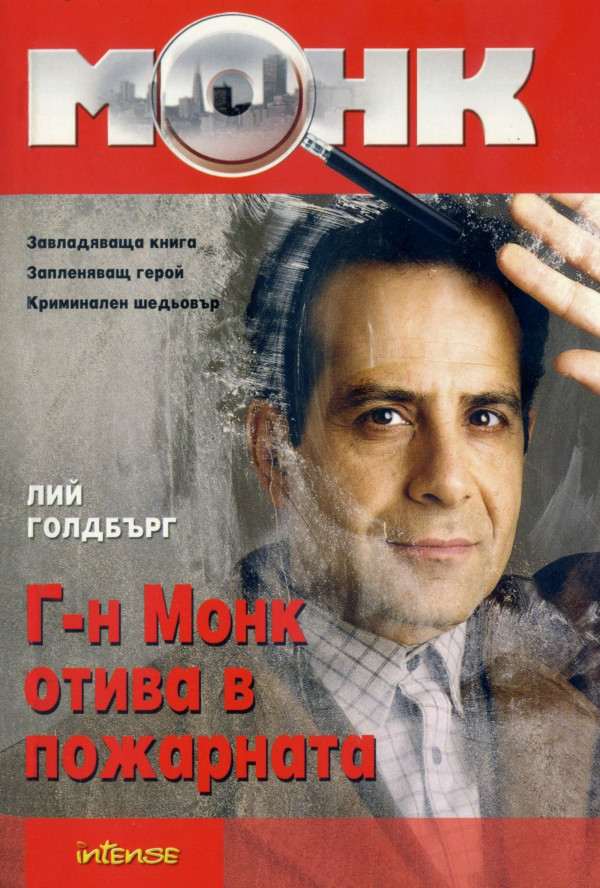 МОНК
Завладяваща книга
Запленяващ герой
Криминален шедьовър
ЛИЙ
ГОЛДБЪРГ
Г-н Монк
отива в
пожарната
intENSE